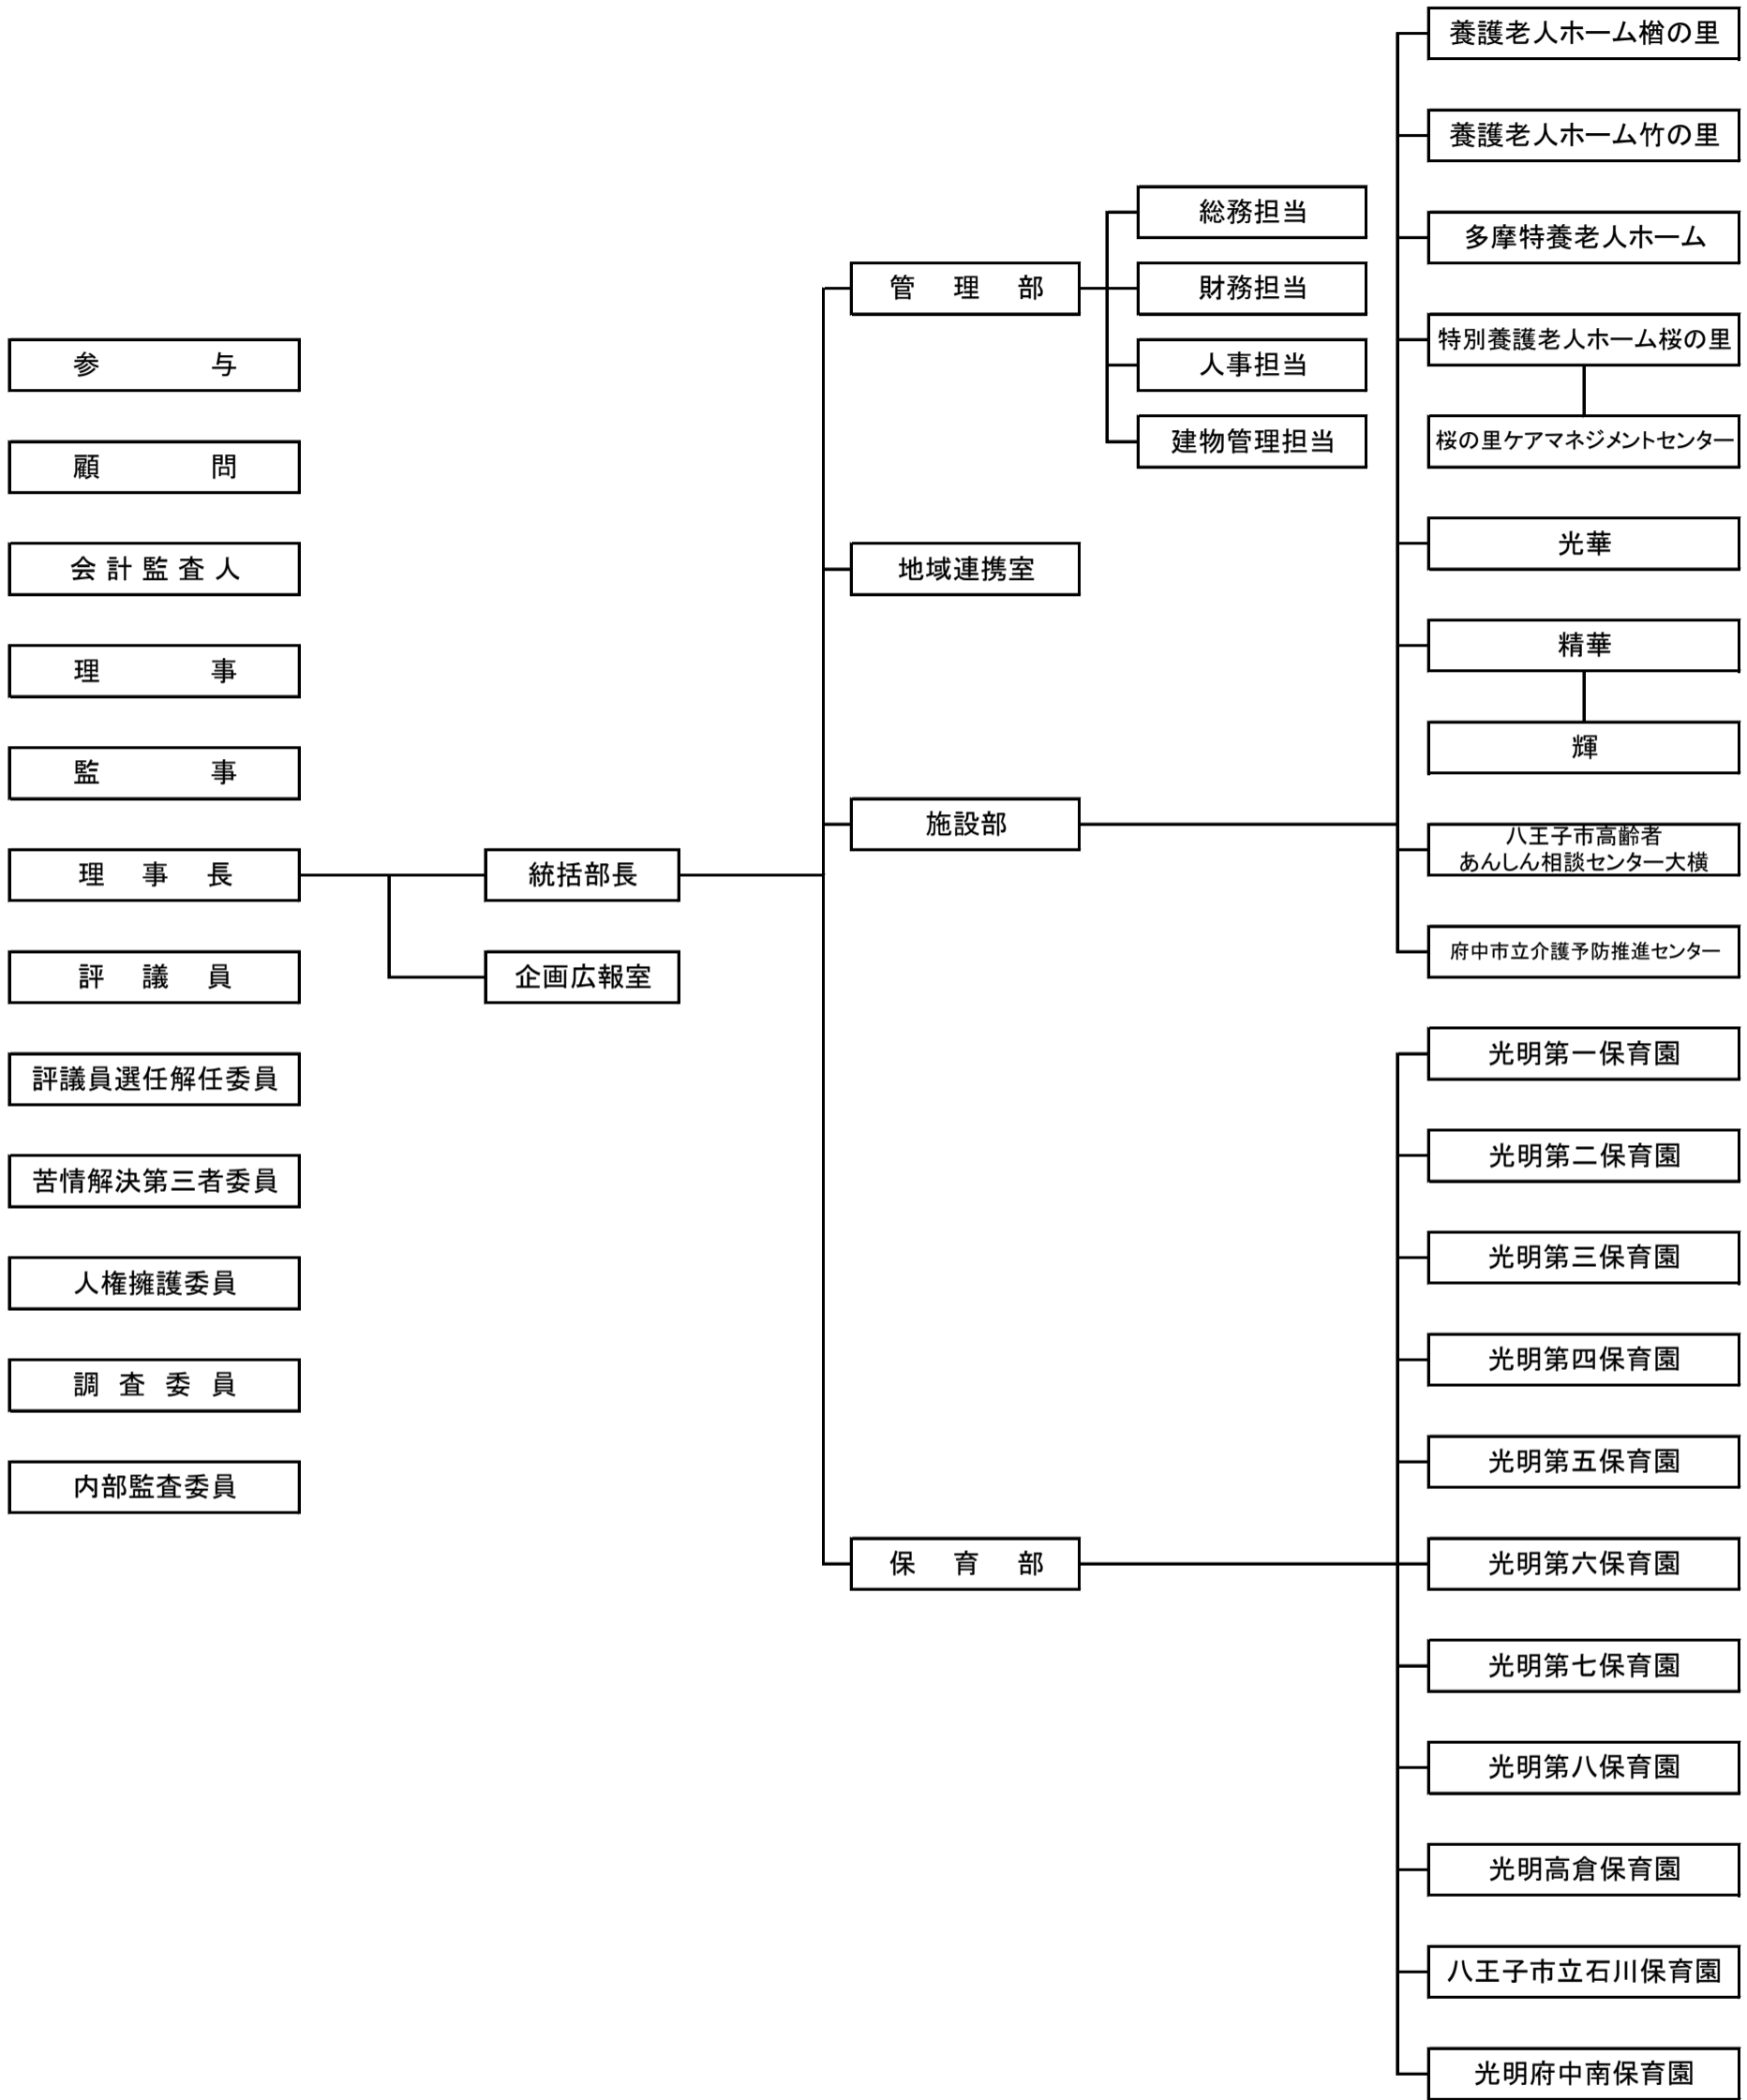 参与
顧問
会計監査人
理事
監事
理事長
評議員
評議員選任解任委員
苦情解決第三者委員
人権擁護委員
調査委員
内部監査委員
統括部長
企画広報室
管理部
地域連携室
施設部
保育部
総務担当
財務担当
人事担当
建物管理担当
養護老人ホーム楢の里
養護老人ホーム竹の里
多摩特養老人ホーム
特別養護老人ホーム桜の里
桜の里ケアマネジメントセンター
光華
精華
輝
八王子市高齢者
あんしん相談センター大横
府中市立介護予防推進センター
光明第一保育園
光明第二保育園
光明第三保育園
光明第四保育園
光明第五保育園
光明第六保育園
光明第七保育園
光明第八保育園
光明高倉保育園
八王子市立石川保育園
光明府中南保育園